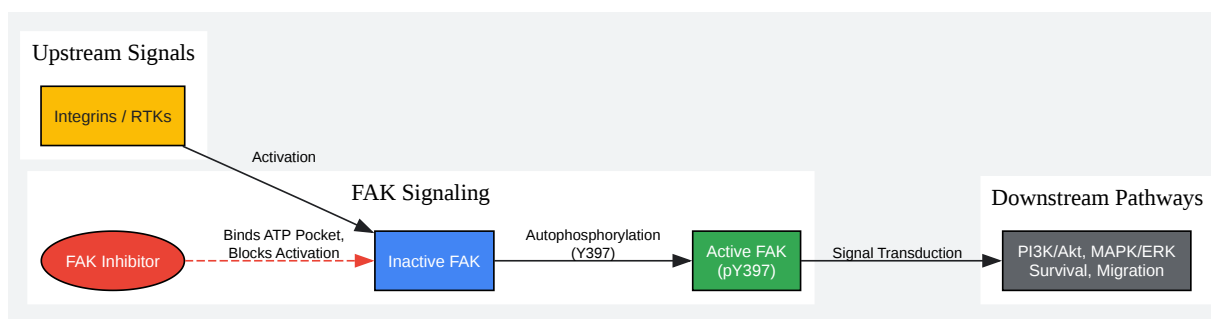 Upstream Signals
Integrins / RTKs
Activation
FAK Signaling
FAK Inhibitor
Binds ATP Pocket,
Blocks Activation
Inactive FAK
Autophosphorylation
(Y397)
Active FAK
(pY397)
Signal Transduction
Downstream Pathways
PI3K/Akt, MAPK/ERK
Survival, Migration